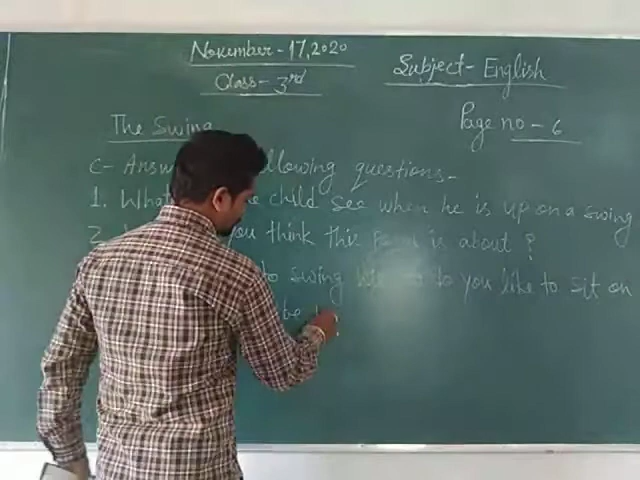 November - 17, 2020
Class - 3rd
Subject - English
Page no - 6
The Swing
C - Answ llowing questions -
1. What e child see when he is up on a swing
2. you think this poem is about ?
to swing to you like to sit on
be